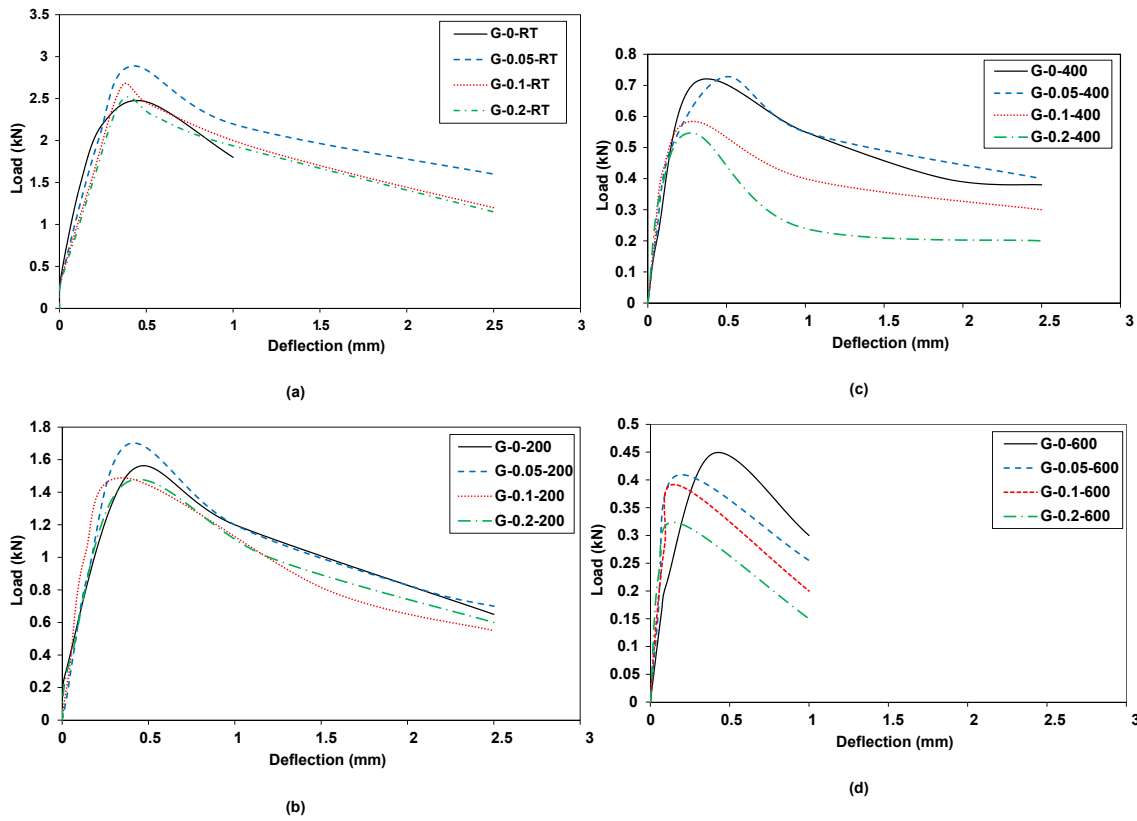 3.5
3
2.5
2
1.5
1
0.5
0
Load (kN)
0 0.5 1 1.5 2 2.5 3
Deflection (mm)
G-0-RT
G-0.05-RT
G-0.1-RT
G-0.2-RT
(a)
0.8
0.7
0.6
0.5
0.4
0.3
0.2
0.1
0
Load (kN)
0 0.5 1 1.5 2 2.5 3
Deflection (mm)
G-0-400
G-0.05-400
G-0.1-400
G-0.2-400
(c)
1.8
1.6
1.4
1.2
1
0.8
0.6
0.4
0.2
0
Load (kN)
0 0.5 1 1.5 2 2.5 3
Deflection (mm)
G-0-200
G-0.05-200
G-0.1-200
G-0.2-200
(b)
0.5
0.45
0.4
0.35
0.3
0.25
0.2
0.15
0.1
0.05
0
Load (kN)
0 0.5 1 1.5 2 2.5 3
Deflection (mm)
G-0-600
G-0.05-600
G-0.1-600
G-0.2-600
(d)